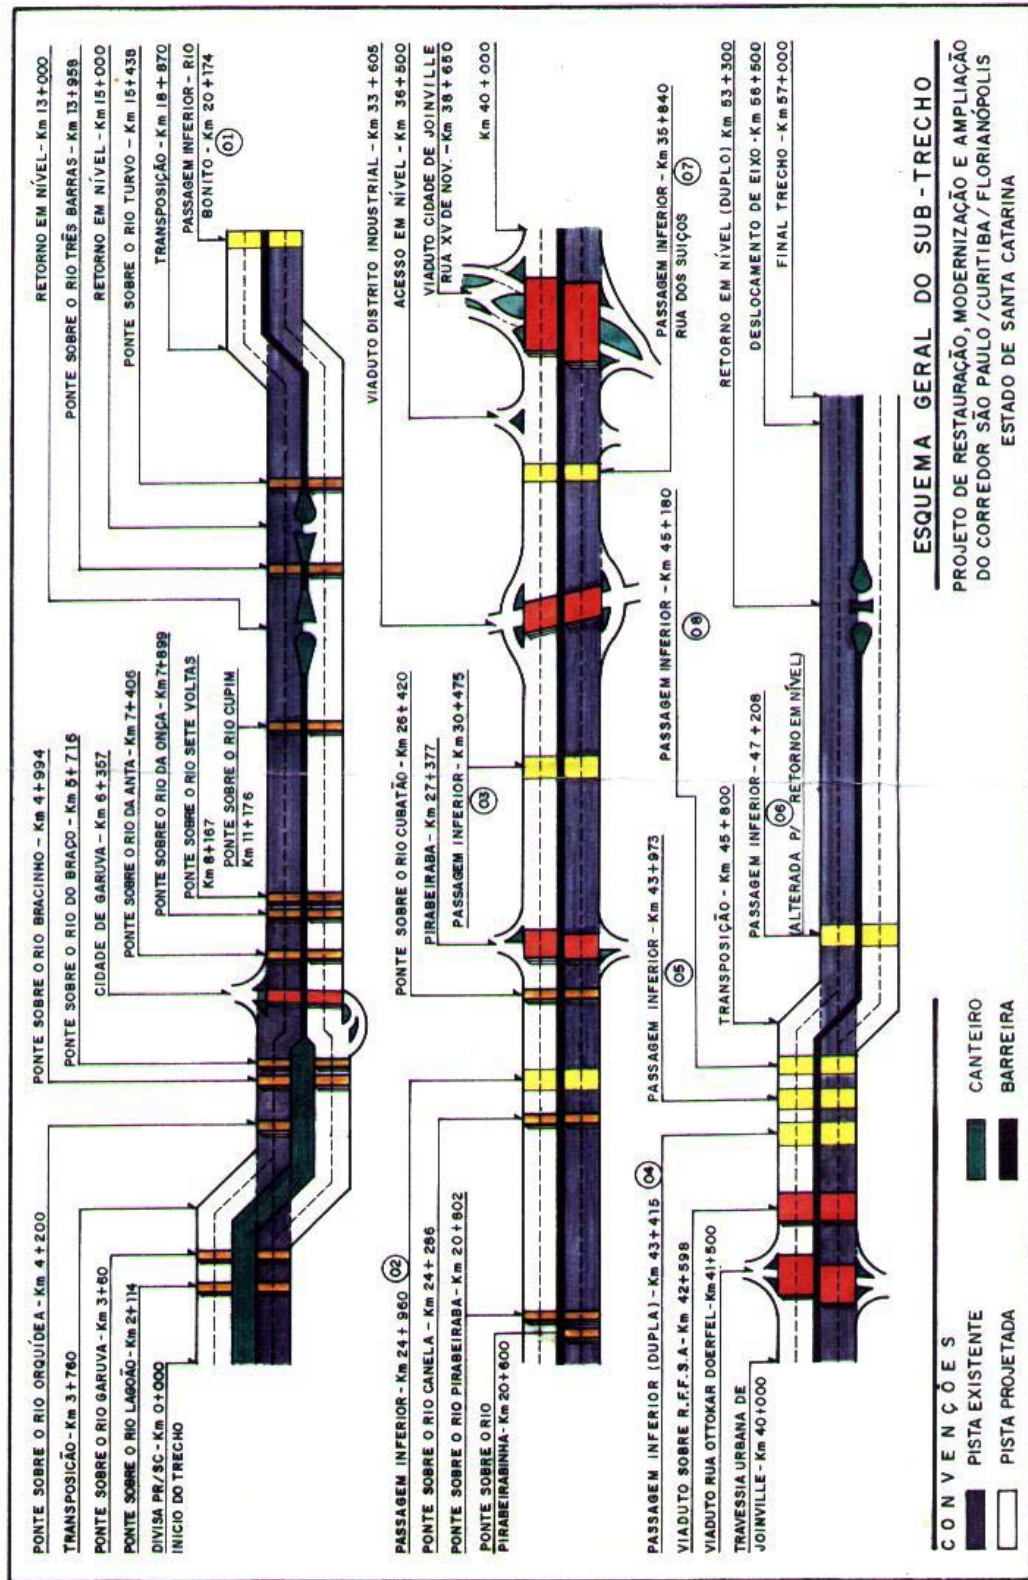 PONTE SOBRE O RIO ORQUÍDEA - Km 4+200
TRANSPOSIÇÃO - Km 3+760
PONTE SOBRE O RIO GARUVA - Km 3+60
PONTE SOBRE O RIO LAGOÃO - Km 2+114
DIVISA PR/SC - Km 0+000
INICIO DO TRECHO
PONTE SOBRE O RIO BRACINHO - Km 4+994
PONTE SOBRE O RIO DO BRAÇO - Km 5+716
CIDADE DE GARUVA - Km 6+357
PONTE SOBRE O RIO DA ANTA - Km 7+406
PONTE SOBRE O RIO DA ONÇA - Km 7+899
PONTE SOBRE O RIO SETE VOLTAS
Km 8+167
PONTE SOBRE O RIO CUPIM
Km 11+176
RETORNO EM NÍVEL - Km 13+000
PONTE SOBRE O RIO TRÊS BARRAS - Km 13+958
RETORNO EM NÍVEL - Km 15+000
PONTE SOBRE O RIO TURVO - Km 15+438
TRANSPOSIÇÃO - Km 18+870
PASSAGEM INFERIOR - RIO
BONITO - Km 20+174
01
PASSAGEM INFERIOR - Km 24+960
02
PONTE SOBRE O RIO CANELA - Km 24+286
PONTE SOBRE O RIO PIRABEIRABA - Km 20+802
PONTE SOBRE O RIO
PIRABEIRABINHA - Km 20+600
PONTE SOBRE O RIO CUBATÃO - Km 26+420
PIRABEIRABA - Km 27+377
PASSAGEM INFERIOR - Km 30+475
03
VIADUTO DISTRITO INDUSTRIAL - Km 33+605
ACESSO EM NÍVEL - Km 36+500
VIADUTO CIDADE DE JOINVILLE
RUA XV DE NOV. - Km 38+650
Km 40+000
PASSAGEM INFERIOR - Km 35+840
RUA DOS SUIÇOS
07
PASSAGEM INFERIOR (DUPLA) - Km 43+415
04
VIADUTO SOBRE R.F.F.S.A - Km 42+598
VIADUTO RUA OTTOKAR DOERFEL - Km 41+500
TRAVESSIA URBANA DE
JOINVILLE - Km 40+000
PASSAGEM INFERIOR - Km 43+973
05
PASSAGEM INFERIOR - Km 45+180
08
TRANSPOSIÇÃO - Km 45+800
PASSAGEM INFERIOR - 47+208
06
(ALTERADA P/ RETORNO EM NÍVEL)
RETORNO EM NÍVEL (DUPLO) Km 53+300
DESLOCAMENTO DE EIXO - Km 56+500
FINAL TRECHO - Km 57+000
ESQUEMA GERAL DO SUB-TRECHO
PROJETO DE RESTAURAÇÃO, MODERNIZAÇÃO E AMPLIAÇÃO
DO CORREDOR SÃO PAULO / CURITIBA / FLORIANÓPOLIS
ESTADO DE SANTA CATARINA
CONVENÇÕES
PISTA EXISTENTE
PISTA PROJETADA
CANTEIRO
BARREIRA